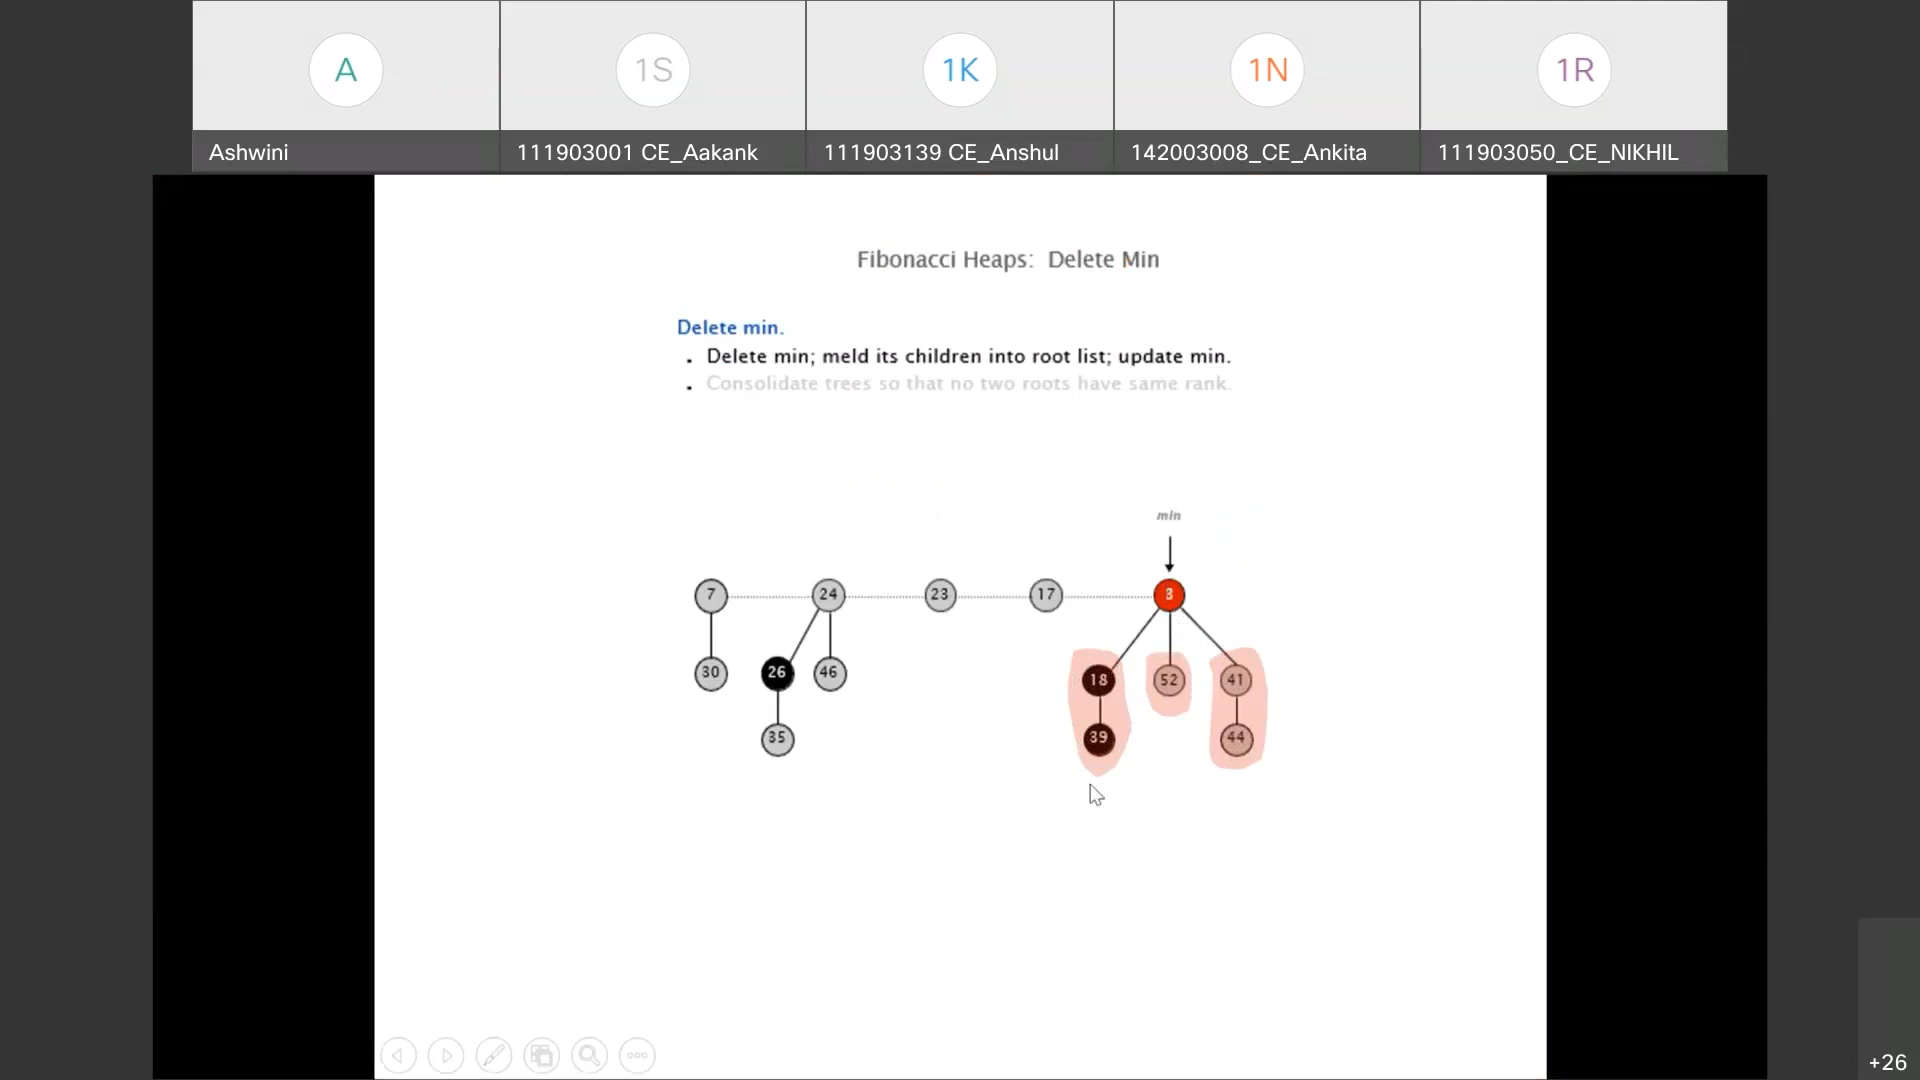 A
1S
1K
1N
1R
Ashwini
111903001 CE_Aakank
111903139 CE_Anshul
142003008_CE_Ankita
111903050_CE_NIKHIL
Fibonacci Heaps: Delete Min
Delete min.
. Delete min; meld its children into root list; update min.
. Consolidate trees so that no two roots have same rank.
min
7 24 23 17 3
30 26 46 18 52 41
35 39 44
+26